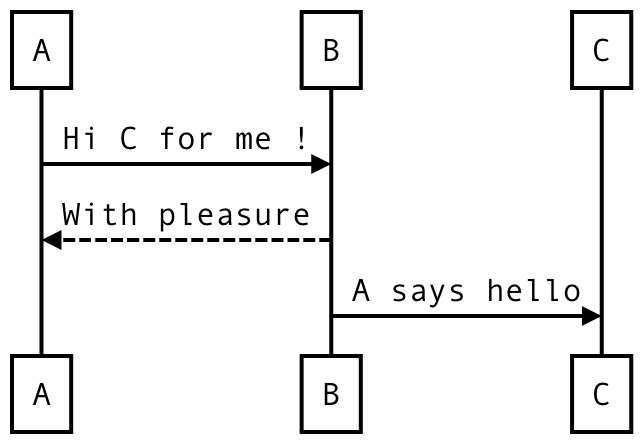 A B C
Hi C for me !
With pleasure
A says hello
A B C